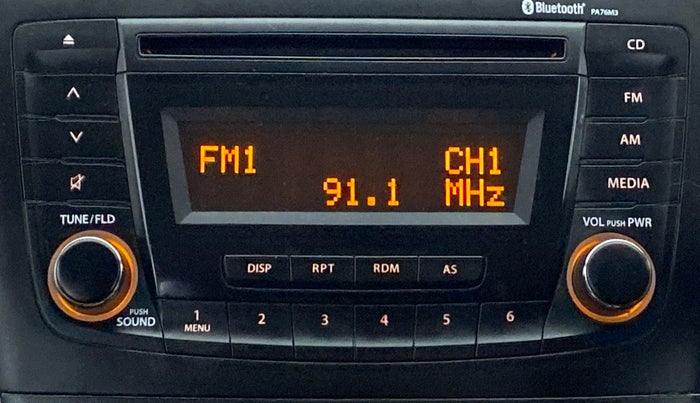 Bluetooth® PA76M3
CD
FM
AM
MEDIA
FM1 CH1
91.1 MHz
TUNE/FLD
VOL PUSH PWR
DISP RPT RDM AS
PUSH
SOUND
1 2 3 4 5 6
MENU